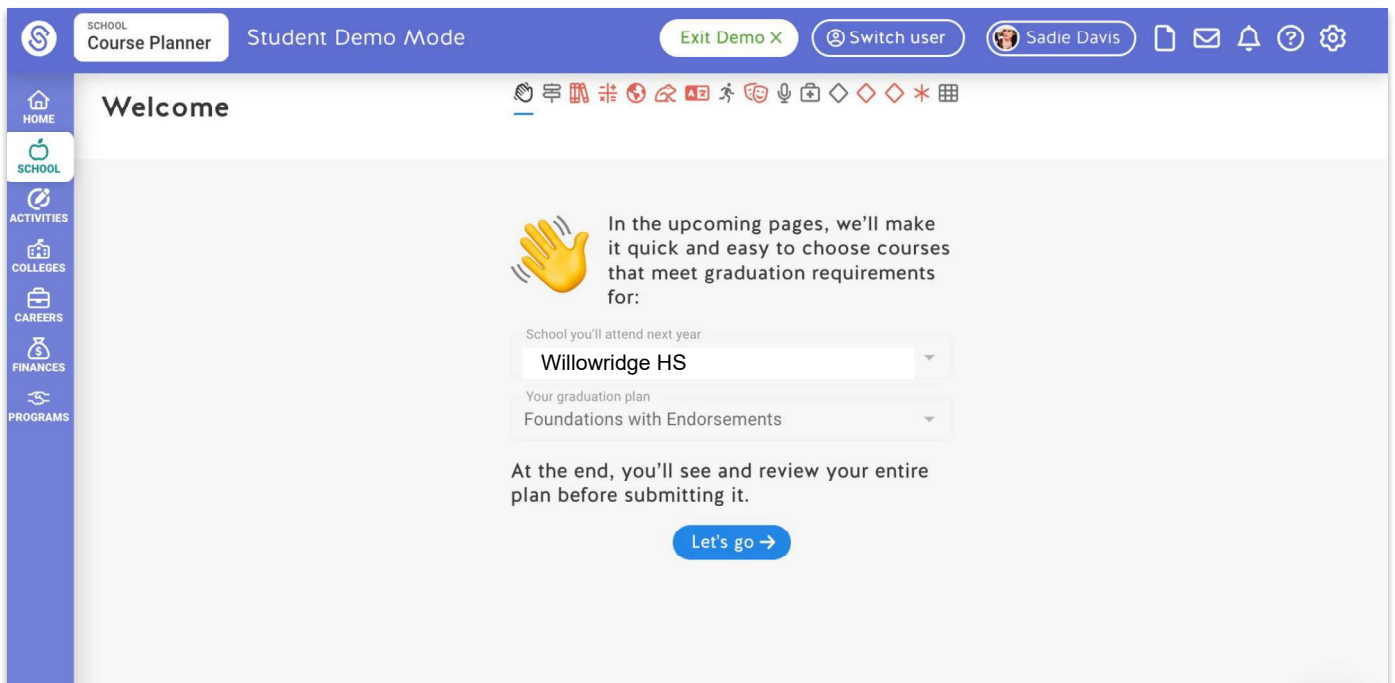 SCHOOL
Course Planner
Student Demo Mode
Exit Demo X
Switch user
Sadie Davis
HOME
SCHOOL
ACTIVITIES
COLLEGES
CAREERS
FINANCES
PROGRAMS
Welcome
In the upcoming pages, we'll make
it quick and easy to choose courses
that meet graduation requirements
for:
School you'll attend next year
Willowridge HS
Your graduation plan
Foundations with Endorsements
At the end, you'll see and review your entire
plan before submitting it.
Let's go →